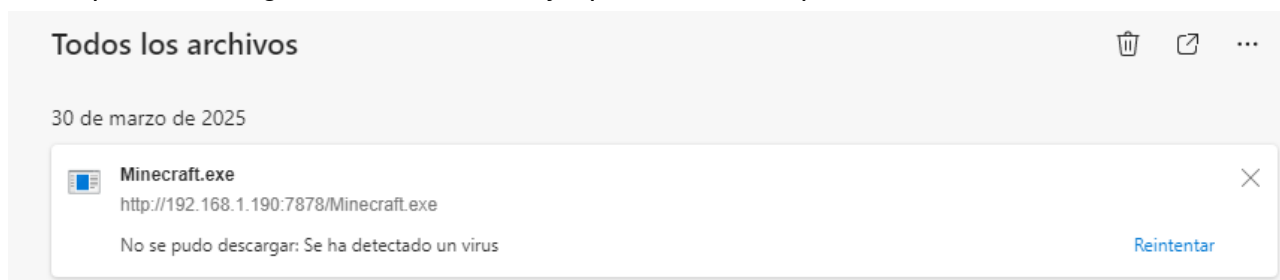 Todos los archivos
30 de marzo de 2025
Minecraft.exe
http://192.168.1.190:7878/Minecraft.exe
No se pudo descargar: Se ha detectado un virus
Reintentar